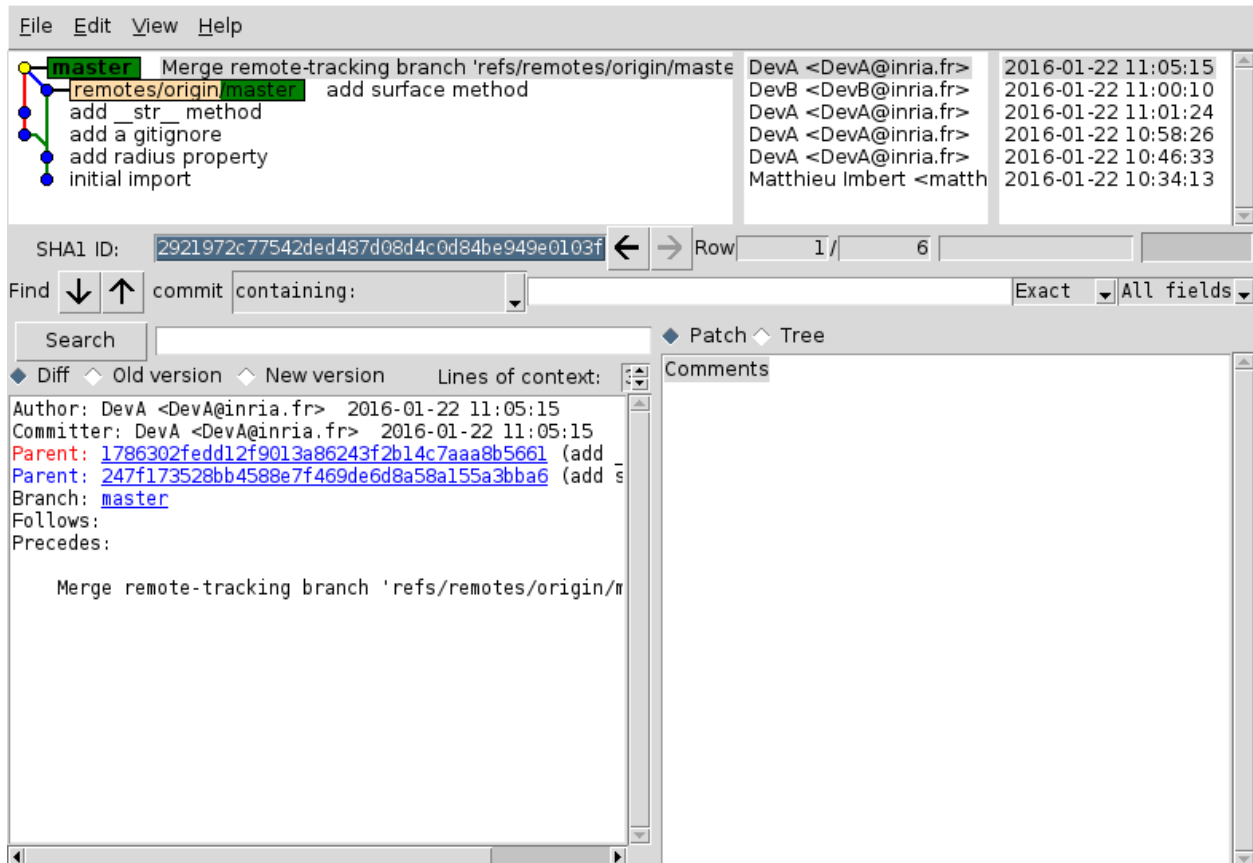 File Edit View Help
master Merge remote-tracking branch 'refs/remotes/origin/maste DevA <DevA@inria.fr> 2016-01-22 11:05:15
remotes/origin/master add surface method DevB <DevB@inria.fr> 2016-01-22 11:00:10
add __str__ method DevA <DevA@inria.fr> 2016-01-22 11:01:24
add a gitignore DevA <DevA@inria.fr> 2016-01-22 10:58:26
add radius property DevA <DevA@inria.fr> 2016-01-22 10:46:33
initial import Matthieu Imbert <matth 2016-01-22 10:34:13
SHA1 ID: 2921972c77542ded487d08d4c0d84be949e0103f Row 1 / 6
Find commit containing: Exact All fields
Search
Patch Tree
Diff Old version New version Lines of context:
Comments
Author: DevA <DevA@inria.fr> 2016-01-22 11:05:15
Committer: DevA <DevA@inria.fr> 2016-01-22 11:05:15
Parent: 1786302fedd12f9013a86243f2b14c7aaa8b5661 (add _
Parent: 247f173528bb4588e7f469de6d8a58a155a3bba6 (add s
Branch: master
Follows:
Precedes:
Merge remote-tracking branch 'refs/remotes/origin/m